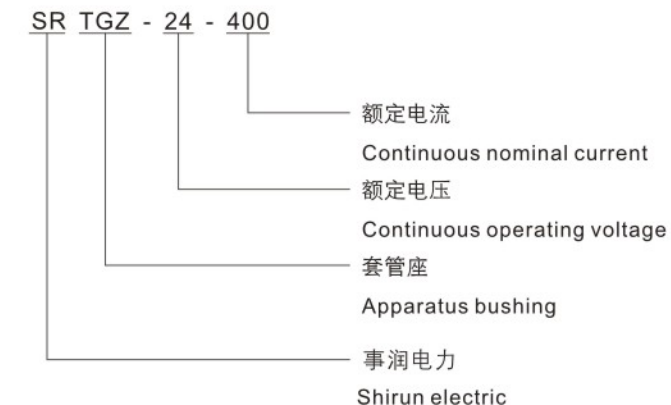 SR TGZ - 24 - 400
额定电流
Continuous nominal current
额定电压
Continuous operating voltage
套管座
Apparatus bushing
事润电力
Shirun electric